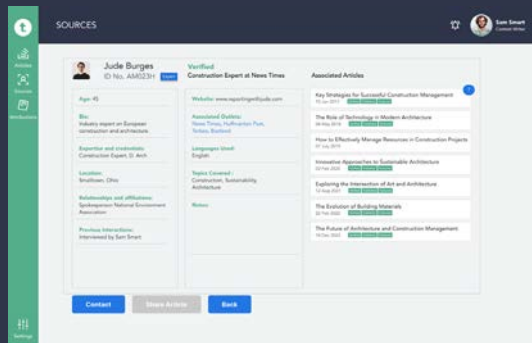 t
SOURCES
Sam Smart
Content Writer
Articles
Sources
Attributions
Settings
Jude Burges
ID No. AM023H
Expert
Verified
Construction Expert at News Times
Age: 45
Bio:
Industry expert on European
construction and architecture.
Expertise and credentials:
Construction Expert, D. Arch
Location:
Smalltown, Ohio
Relationships and affiliations:
Spokesperson National Environment
Association
Previous Interactions:
Interviewed by Sam Smart
Website: www.reportingwithjude.com
Associated Outlets:
News Times, Huffinanton Post,
Languages Used:
English
Topics Covered:
Construction, Sustainability,
Architecture
Notes:
Associated Articles
Key Strategies for Successful Construction Management
The Role of Technology in Modern Architecture
How to Effectively Manage Resources in Construction Projects
Innovative Approaches to Sustainable Architecture
Exploring the Intersection of Art and Architecture
The Evolution of Building Materials
The Future of Architecture and Construction Management
Contact
Share Article
Back